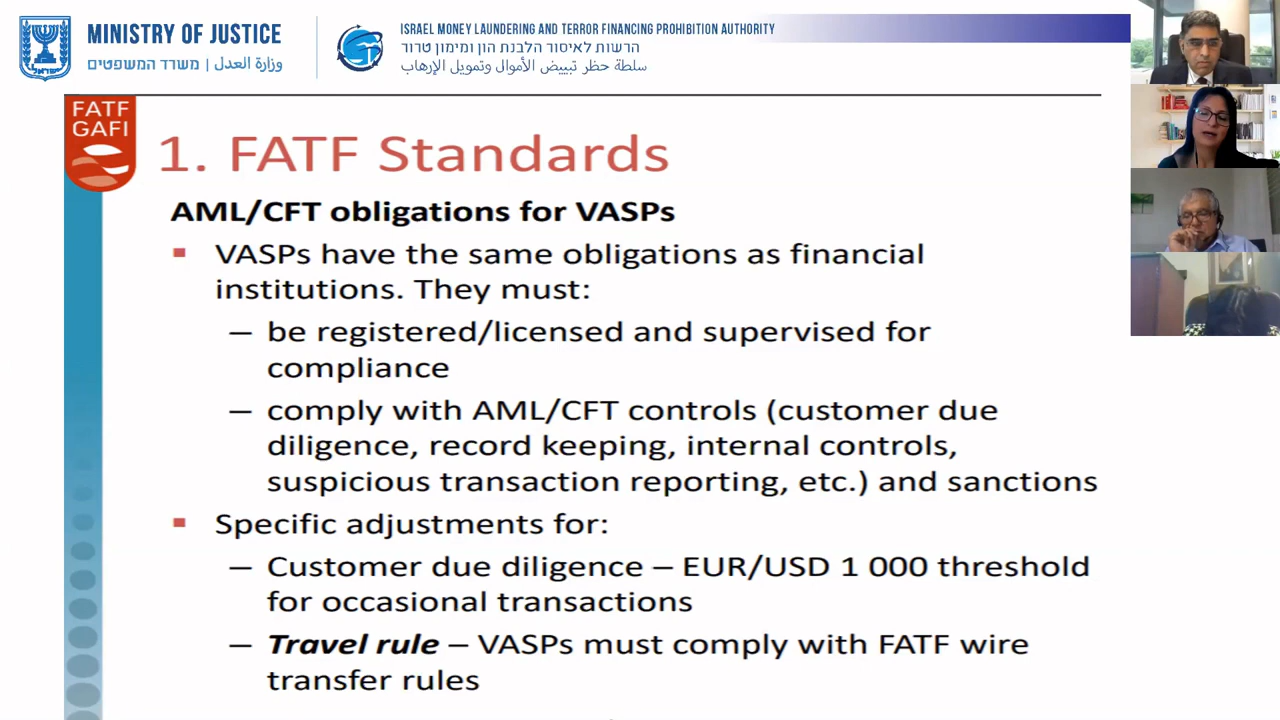 MINISTRY OF JUSTICE
وزارة العدل | משרד המשפטים
ISRAEL MONEY LAUNDERING AND TERROR FINANCING PROHIBITION AUTHORITY
הרשות לאיסור הלבנת הון ומימון טרור
سلطة حظر تبييض الأموال وتمويل الإرهاب
FATF
GAFI
1. FATF Standards
AML/CFT obligations for VASPs
▪ VASPs have the same obligations as financial
institutions. They must:
– be registered/licensed and supervised for
compliance
– comply with AML/CFT controls (customer due
diligence, record keeping, internal controls,
suspicious transaction reporting, etc.) and sanctions
▪ Specific adjustments for:
– Customer due diligence – EUR/USD 1 000 threshold
for occasional transactions
– Travel rule – VASPs must comply with FATF wire
transfer rules